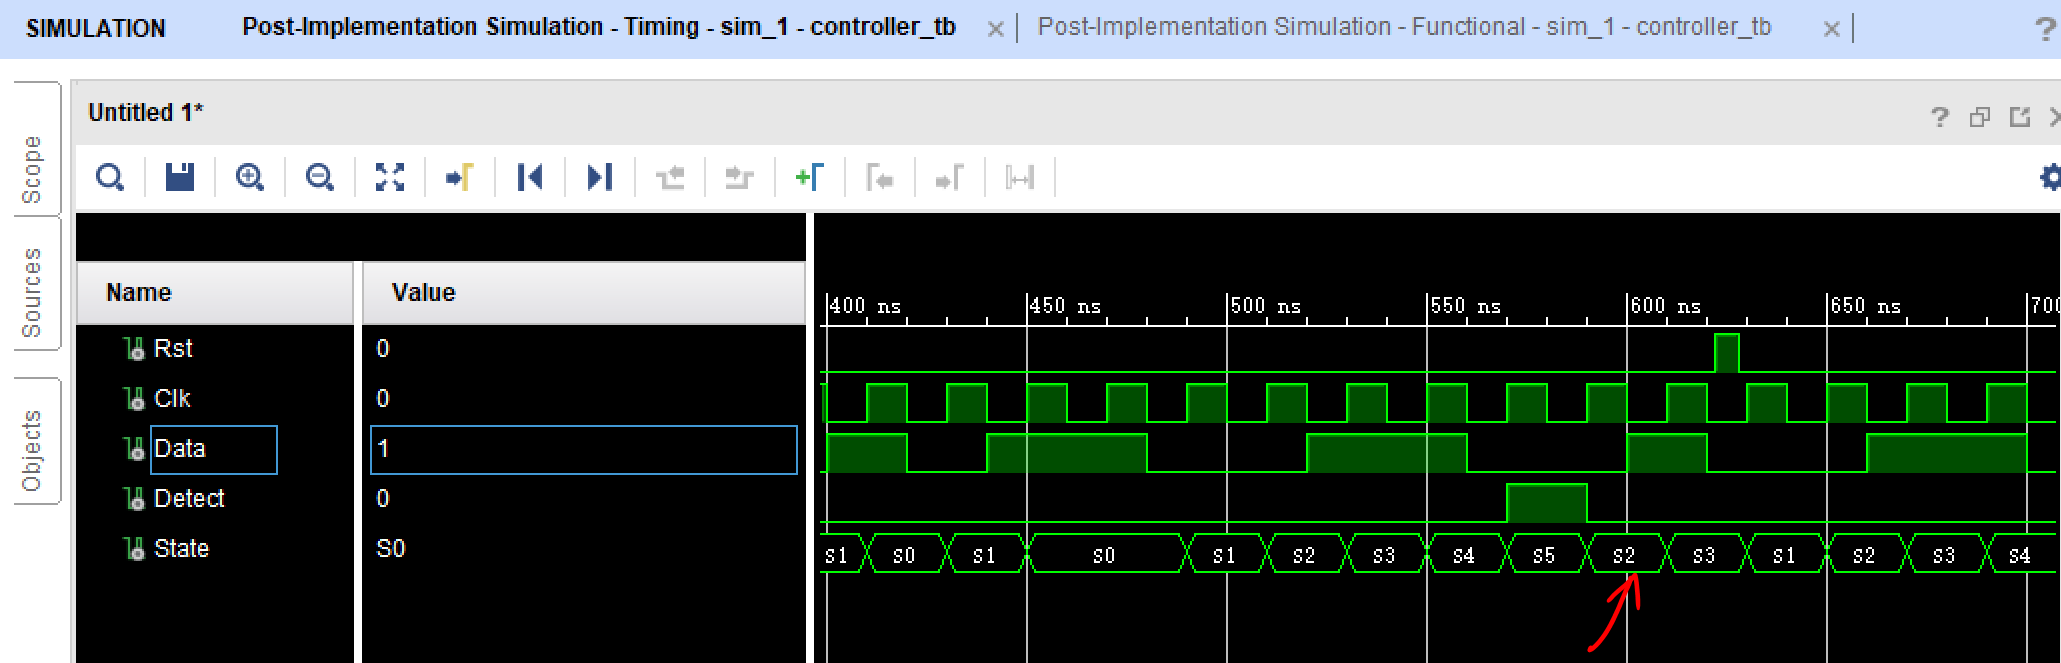 SIMULATION Post-Implementation Simulation - Timing - sim_1 - controller_tb Post-Implementation Simulation - Functional - sim_1 - controller_tb ?
Scope
Sources
Objects
Untitled 1* ?
Name Value
400 ns 450 ns 500 ns 550 ns 600 ns 650 ns 700
Rst 0
Clk 0
Data 1
Detect 0
State S0 S1 S0 S1 S0 S1 S2 S3 S4 S5 S2 S3 S1 S2 S3 S4